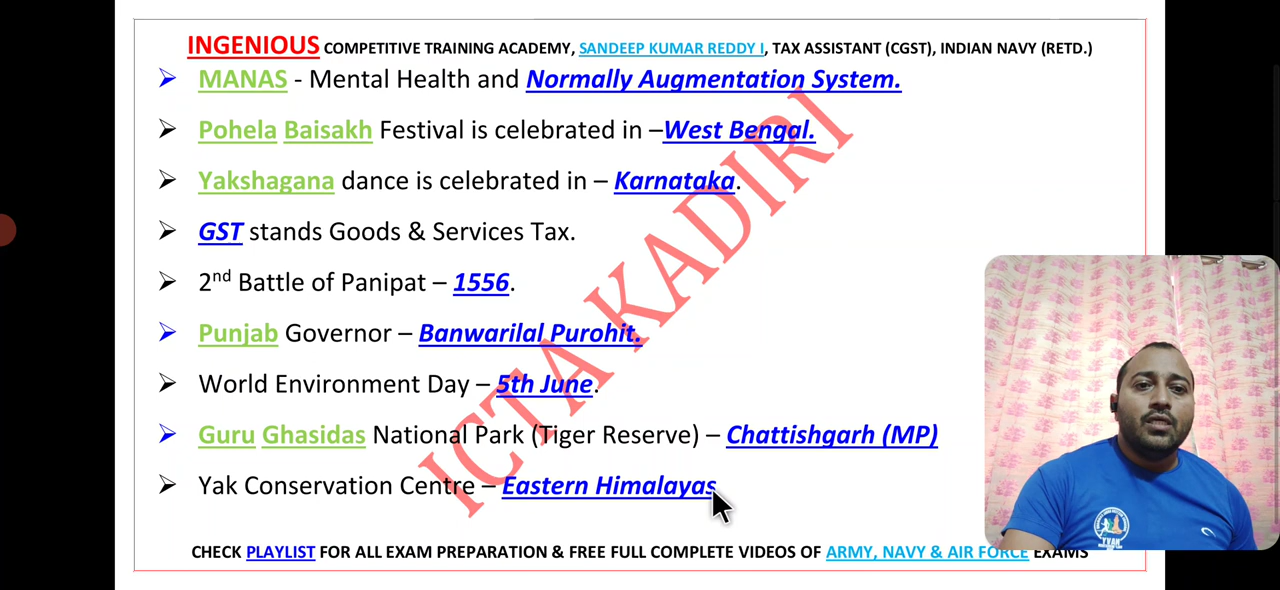 INGENIOUS COMPETITIVE TRAINING ACADEMY, SANDEEP KUMAR REDDY I, TAX ASSISTANT (CGST), INDIAN NAVY (RETD.)
➢ MANAS - Mental Health and Normally Augmentation System.
➢ Pohela Baisakh Festival is celebrated in –West Bengal.
➢ Yakshagana dance is celebrated in – Karnataka.
➢ GST stands Goods & Services Tax.
➢ 2nd Battle of Panipat – 1556.
➢ Punjab Governor – Banwarilal Purohit.
➢ World Environment Day – 5th June.
➢ Guru Ghasidas National Park (Tiger Reserve) – Chattishgarh (MP)
➢ Yak Conservation Centre – Eastern Himalayas
ICTA KADIRI
CHECK PLAYLIST FOR ALL EXAM PREPARATION & FREE FULL COMPLETE VIDEOS OF ARMY, NAVY & AIR FORCE EXAMS